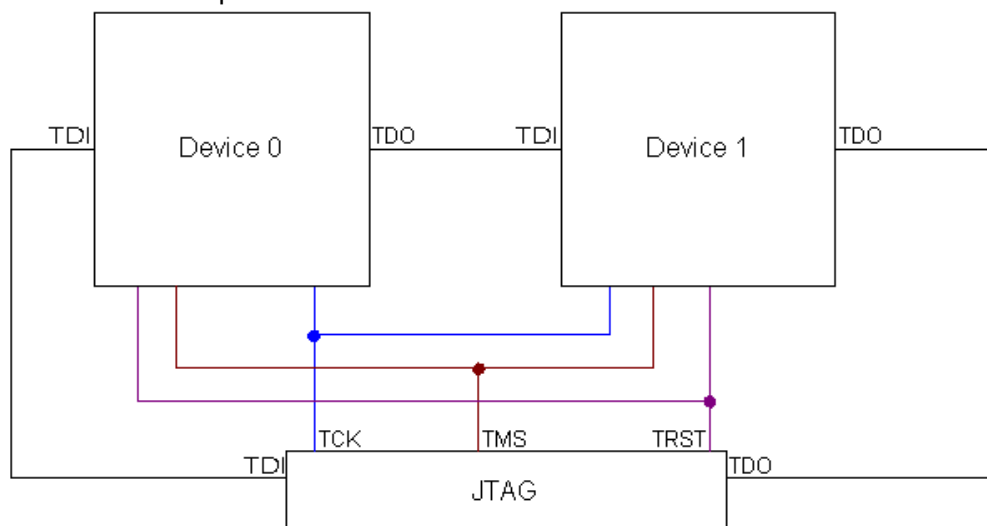 TDI
Device 0
TDO
TDI
Device 1
TDO
TCK
TMS
TRST
TDI
TDO
JTAG